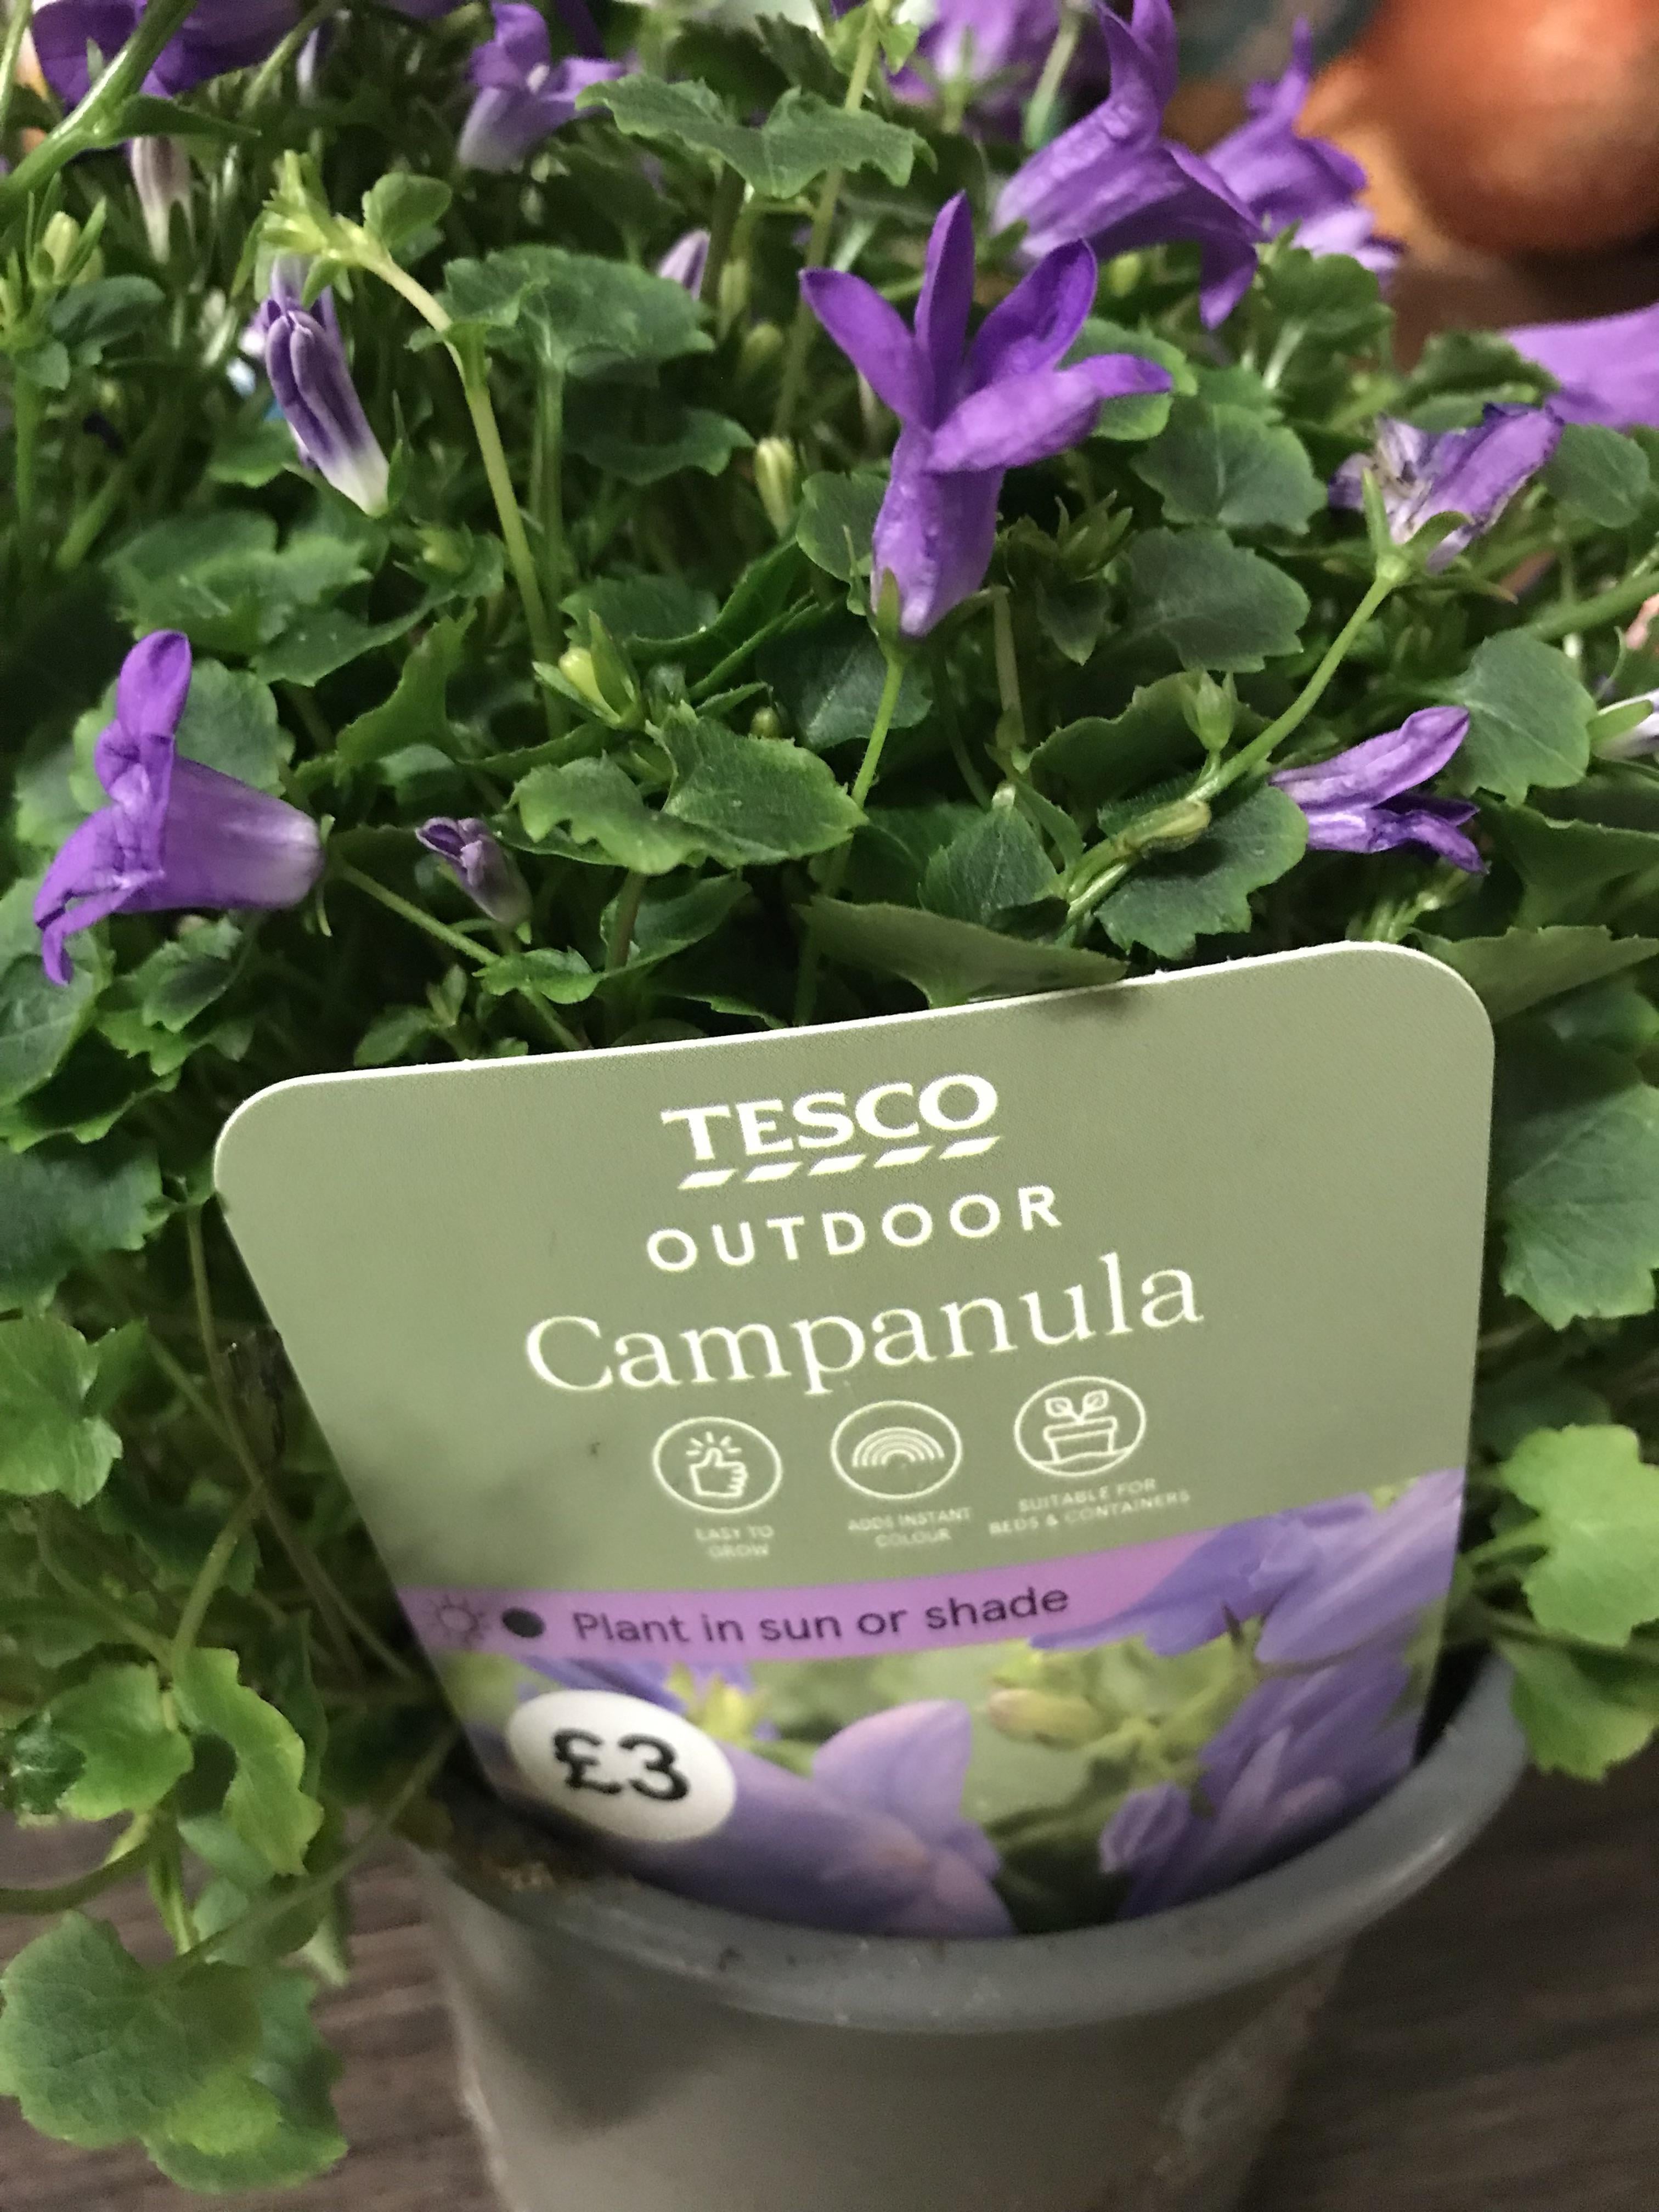 TESCO
OUTDOOR
Campanula
EASY TO
GROW
ADDS INSTANT
COLOUR
SUITABLE FOR
BEDS & CONTAINERS
Plant in sun or shade
£3